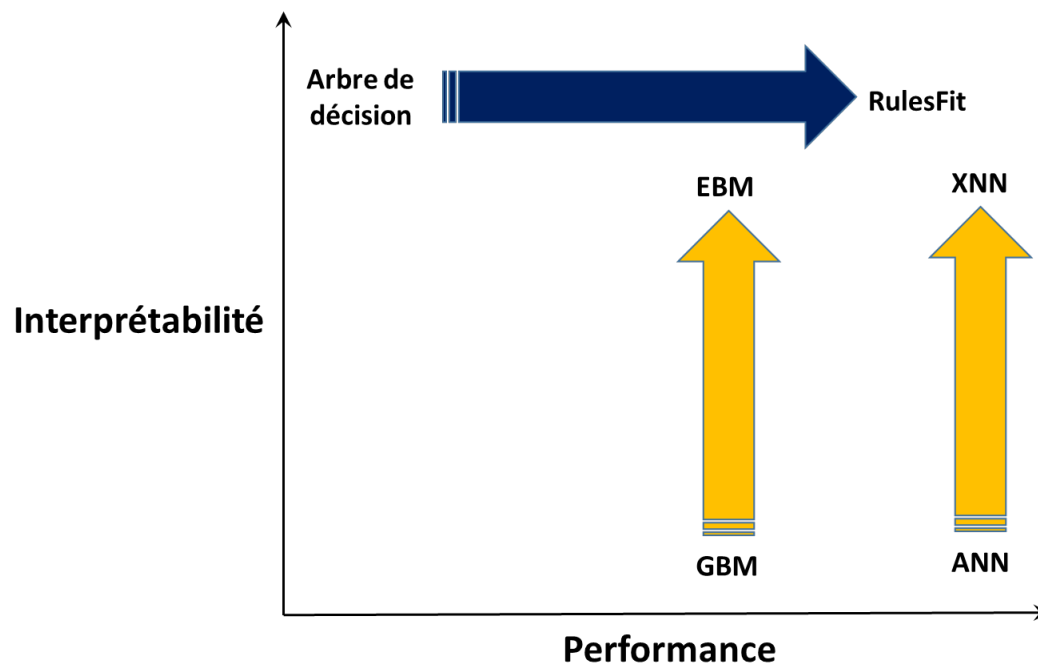 Arbre de
décision
RulesFit
EBM
XNN
Interprétabilité
GBM
ANN
Performance